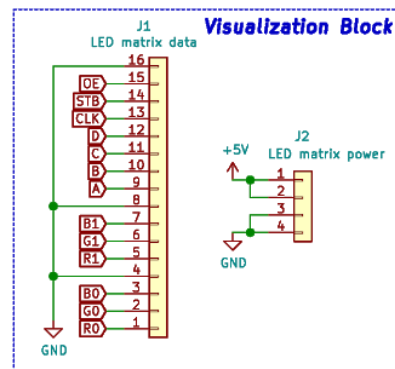 Visualization Block
J1
LED matrix data
16
OE 15
STB 14
CLK 13
D 12
C 11
B 10
A 9
8
B1 7
G1 6
R1 5
4
B0 3
G0 2
R0 1
GND
J2
LED matrix power
+5V
1
2
3
4
GND